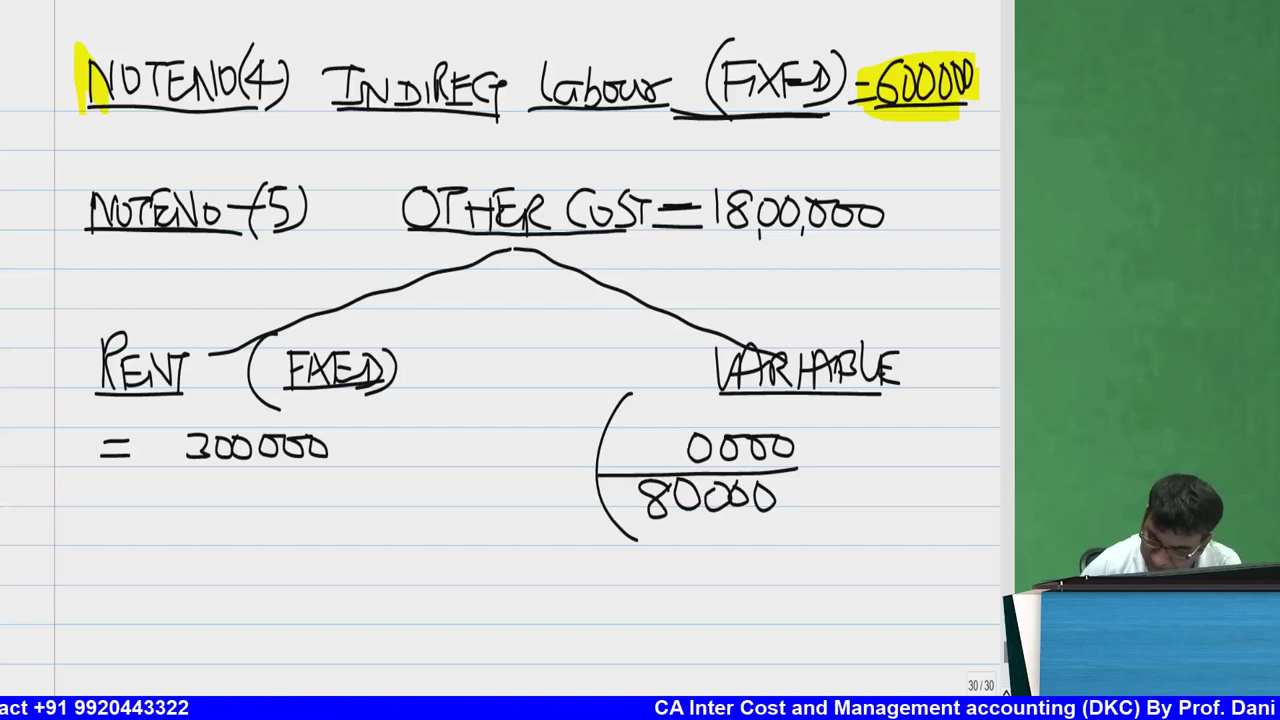 NOTENO(4) INDIRECT Labour (FIXED) = 600000
NOTENO-(5) OTHER COST = 18,00,000
RENT (FIXED) VARIABLE
= 300000 ( 0000
80000
30/30
act +91 9920443322 CA Inter Cost and Management accounting (DKC) By Prof. Dani